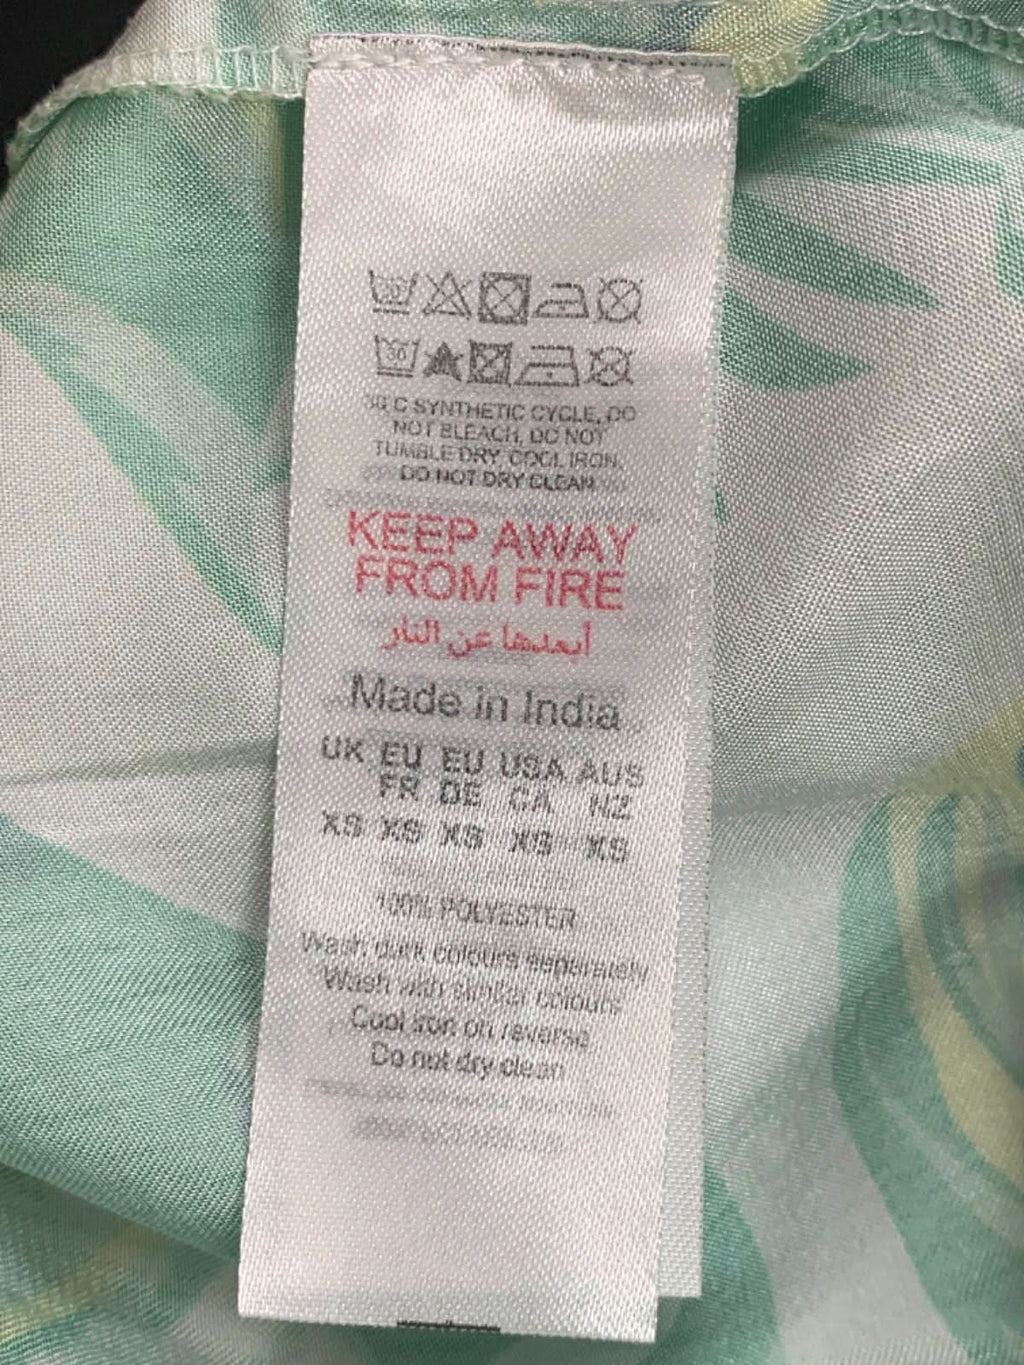 30
30
30 C SYNTHETIC CYCLE, DO
NOT BLEACH, DO NOT
TUMBLE DRY, COOL IRON,
DO NOT DRY CLEAN
KEEP AWAY
FROM FIRE
أبعدها عن النار
Made in India
UK EU EU USA AUS
FR DE CA NZ
XS XS XS XS XS
100% POLYESTER
Wash dark colours separately
Wash with similar colours
Cool iron on reverse
Do not dry clean